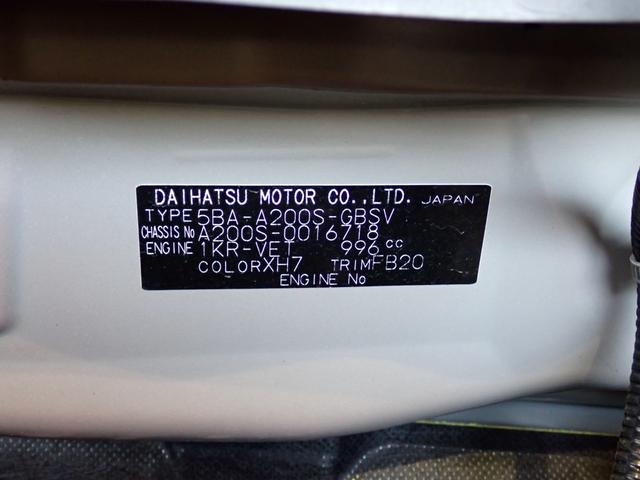 DAIHATSU MOTOR CO.,LTD. JAPAN
TYPE 5BA-A200S-GBSV
CHASSIS No A200S-0016718
ENGINE 1KR-VET 996 cc
COLOR XH7 TRIM FB20
ENGINE No